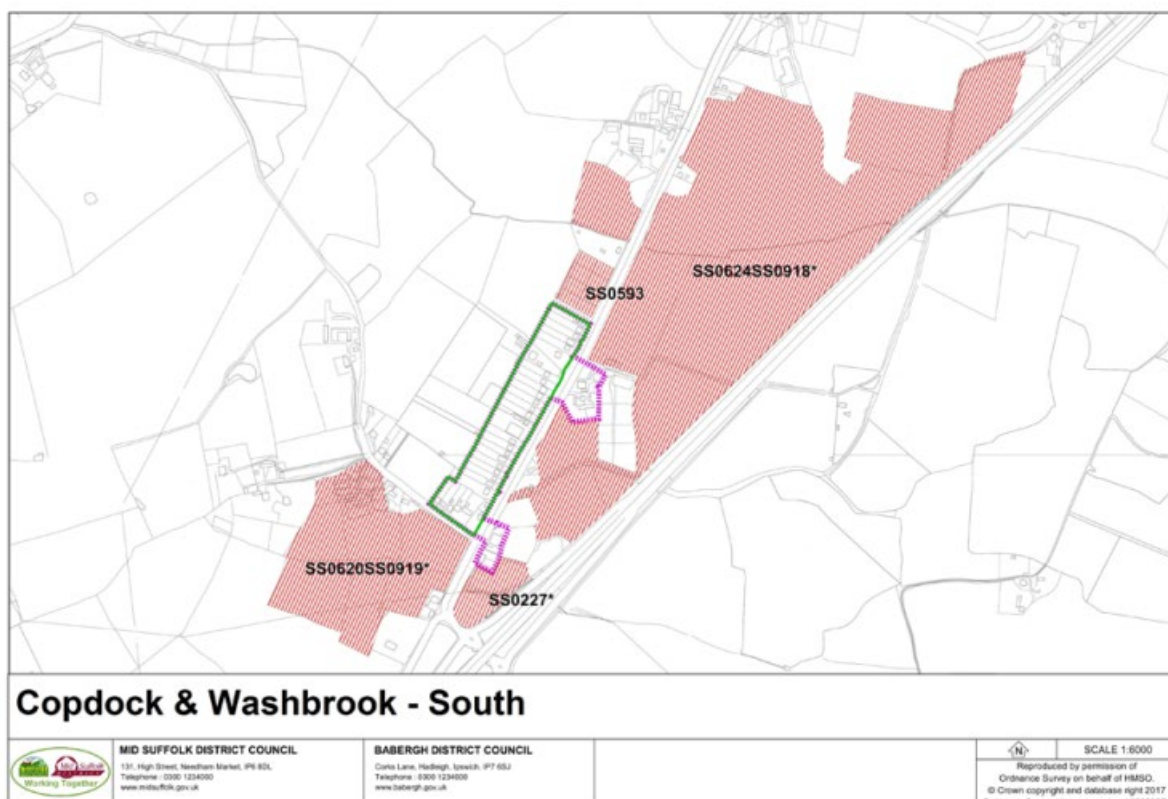 SS0624SS0918*
SS0593
SS0620SS0919*
SS0227*
Copdock & Washbrook - South
Working Together
MID SUFFOLK DISTRICT COUNCIL
131, High Street, Needham Market, IP6 8DL
Telephone : 0300 1234000
www.midsuffolk.gov.uk
BABERGH DISTRICT COUNCIL
Corks Lane, Hadleigh, Ipswich, IP7 6SJ
Telephone : 0300 1234000
www.babergh.gov.uk
N
SCALE 1:6000
Reproduced by permission of
Ordnance Survey on behalf of HMSO.
© Crown copyright and database right 2017